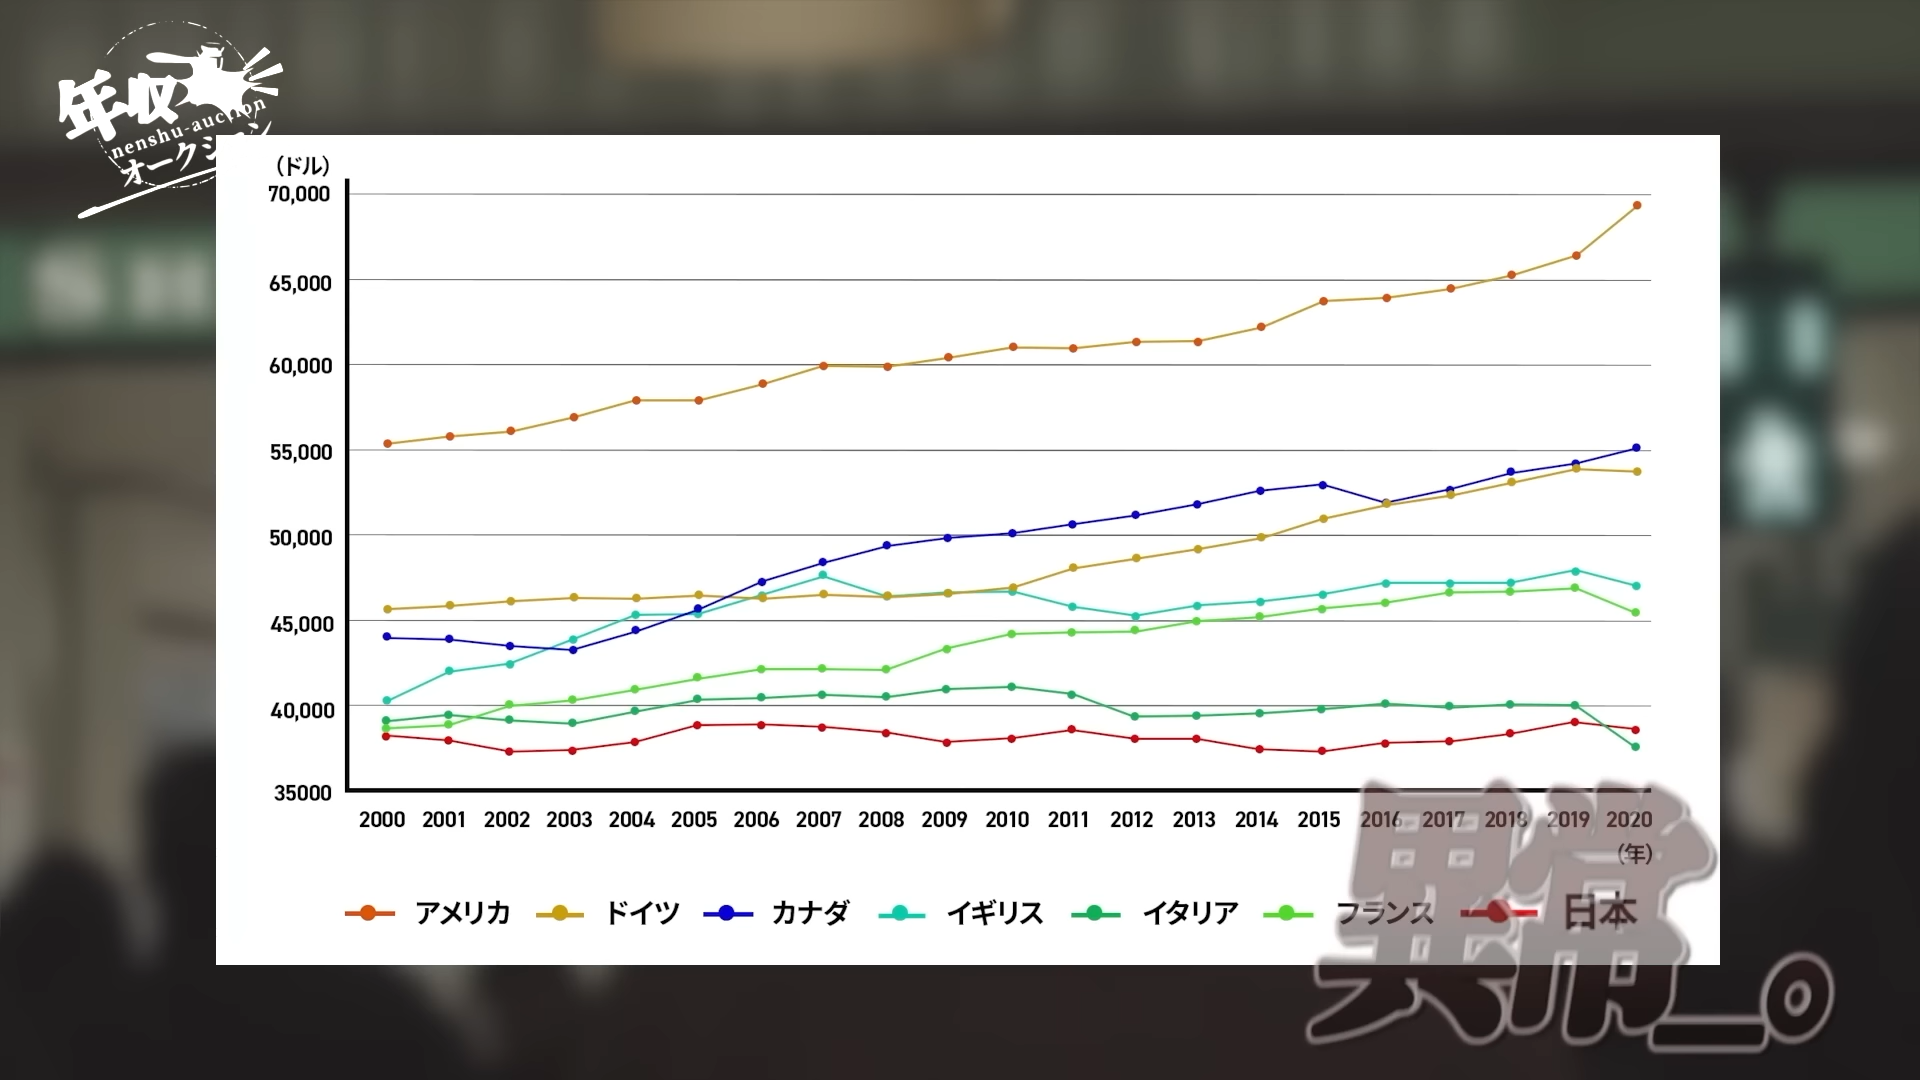 年収
nenshu-auction
オークション
(ドル)
70,000
65,000
60,000
55,000
50,000
45,000
40,000
35000
2000 2001 2002 2003 2004 2005 2006 2007 2008 2009 2010 2011 2012 2013 2014 2015 2016 2017 2018 2019 2020
(年)
アメリカ ドイツ カナダ イギリス イタリア フランス 日本
異常_。